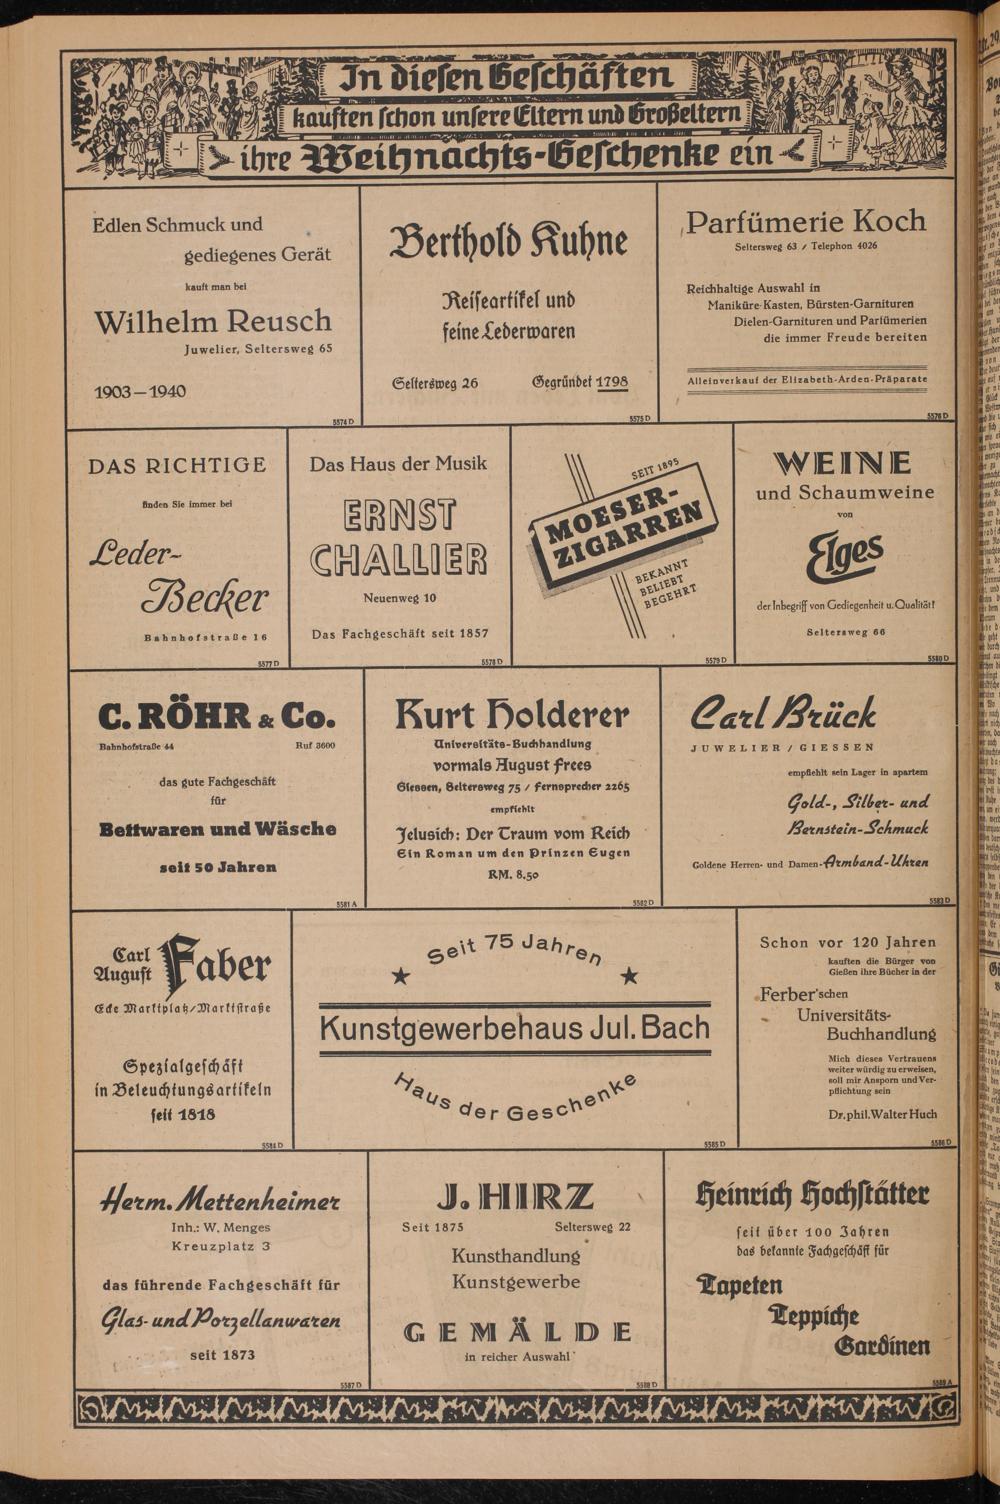 In diesen Geschäften
kauften schon unsere Eltern und Großeltern
ihre Weihnachts-Geschenke ein
Edlen Schmuck und
gediegenes Gerät
kauft man bei
Wilhelm Reusch
Juwelier, Seltersweg 65
1903—1940
5574 D
Berthold Kuhne
Reiseartikel und
feine Lederwaren
Seltersweg 26 Gegründet 1798
5575 D
Parfümerie Koch
Seltersweg 63 / Telephon 4026
Reichhaltige Auswahl in
Maniküre-Kasten, Bürsten-Garnituren
Dielen-Garnituren und Parfümerien
die immer Freude bereiten
Alleinverkauf der Elizabeth-Arden-Präparate
5576 D
DAS RICHTIGE
finden Sie immer bei
Leder-
Becker
Bahnhofstraße 16
5577 D
Das Haus der Musik
ERNST
CHALLIER
Neuenweg 10
Das Fachgeschäft seit 1857
5578 D
SEIT 1895
MOESER-
ZIGARREN
BEKANNT
BELIEBT
BEGEHRT
5579 D
WEINE
und Schaumweine
von
Elges
der Inbegriff von Gediegenheit u. Qualität!
Seltersweg 66
5580 D
C. RÖHR & Co.
Bahnhofstraße 44 Ruf 3600
das gute Fachgeschäft
für
Bettwaren und Wäsche
seit 50 Jahren
5581 A
Kurt Holderer
Universitäts-Buchhandlung
vormals August Frees
Giessen, Seltersweg 75 / Fernsprecher 2265
empfiehlt
Jelusich: Der Traum vom Reich
Ein Roman um den Prinzen Eugen
RM. 8.50
5582 D
Carl Brück
JUWELIER / GIESSEN
empfiehlt sein Lager in apartem
Gold-, Silber- und
Bernstein-Schmuck
Goldene Herren- und Damen-Armband-Uhren
5583 D
Carl
August Faber
Ecke Marktplatz/Marktstraße
Spezialgeschäft
in Beleuchtungsartikeln
seit 1818
5584 D
Seit 75 Jahren
Kunstgewerbehaus Jul. Bach
Haus der Geschenke
5585 D
Schon vor 120 Jahren
kauften die Bürger von
Gießen ihre Bücher in der
Ferber'schen
Universitäts-
Buchhandlung
Mich dieses Vertrauens
weiter würdig zu erweisen,
soll mir Ansporn und Ver-
pflichtung sein
Dr. phil. Walter Huch
5586 D
Herm. Mettenheimer
Inh.: W. Menges
Kreuzplatz 3
das führende Fachgeschäft für
Glas- und Porzellanwaren
seit 1873
5587 D
J. HIRZ
Seit 1875 Seltersweg 22
Kunsthandlung
Kunstgewerbe
GEMÄLDE
in reicher Auswahl
5588 D
Heinrich Hochstätter
seit über 100 Jahren
das bekannte Fachgeschäft für
Tapeten
Teppiche
Gardinen
5589 A